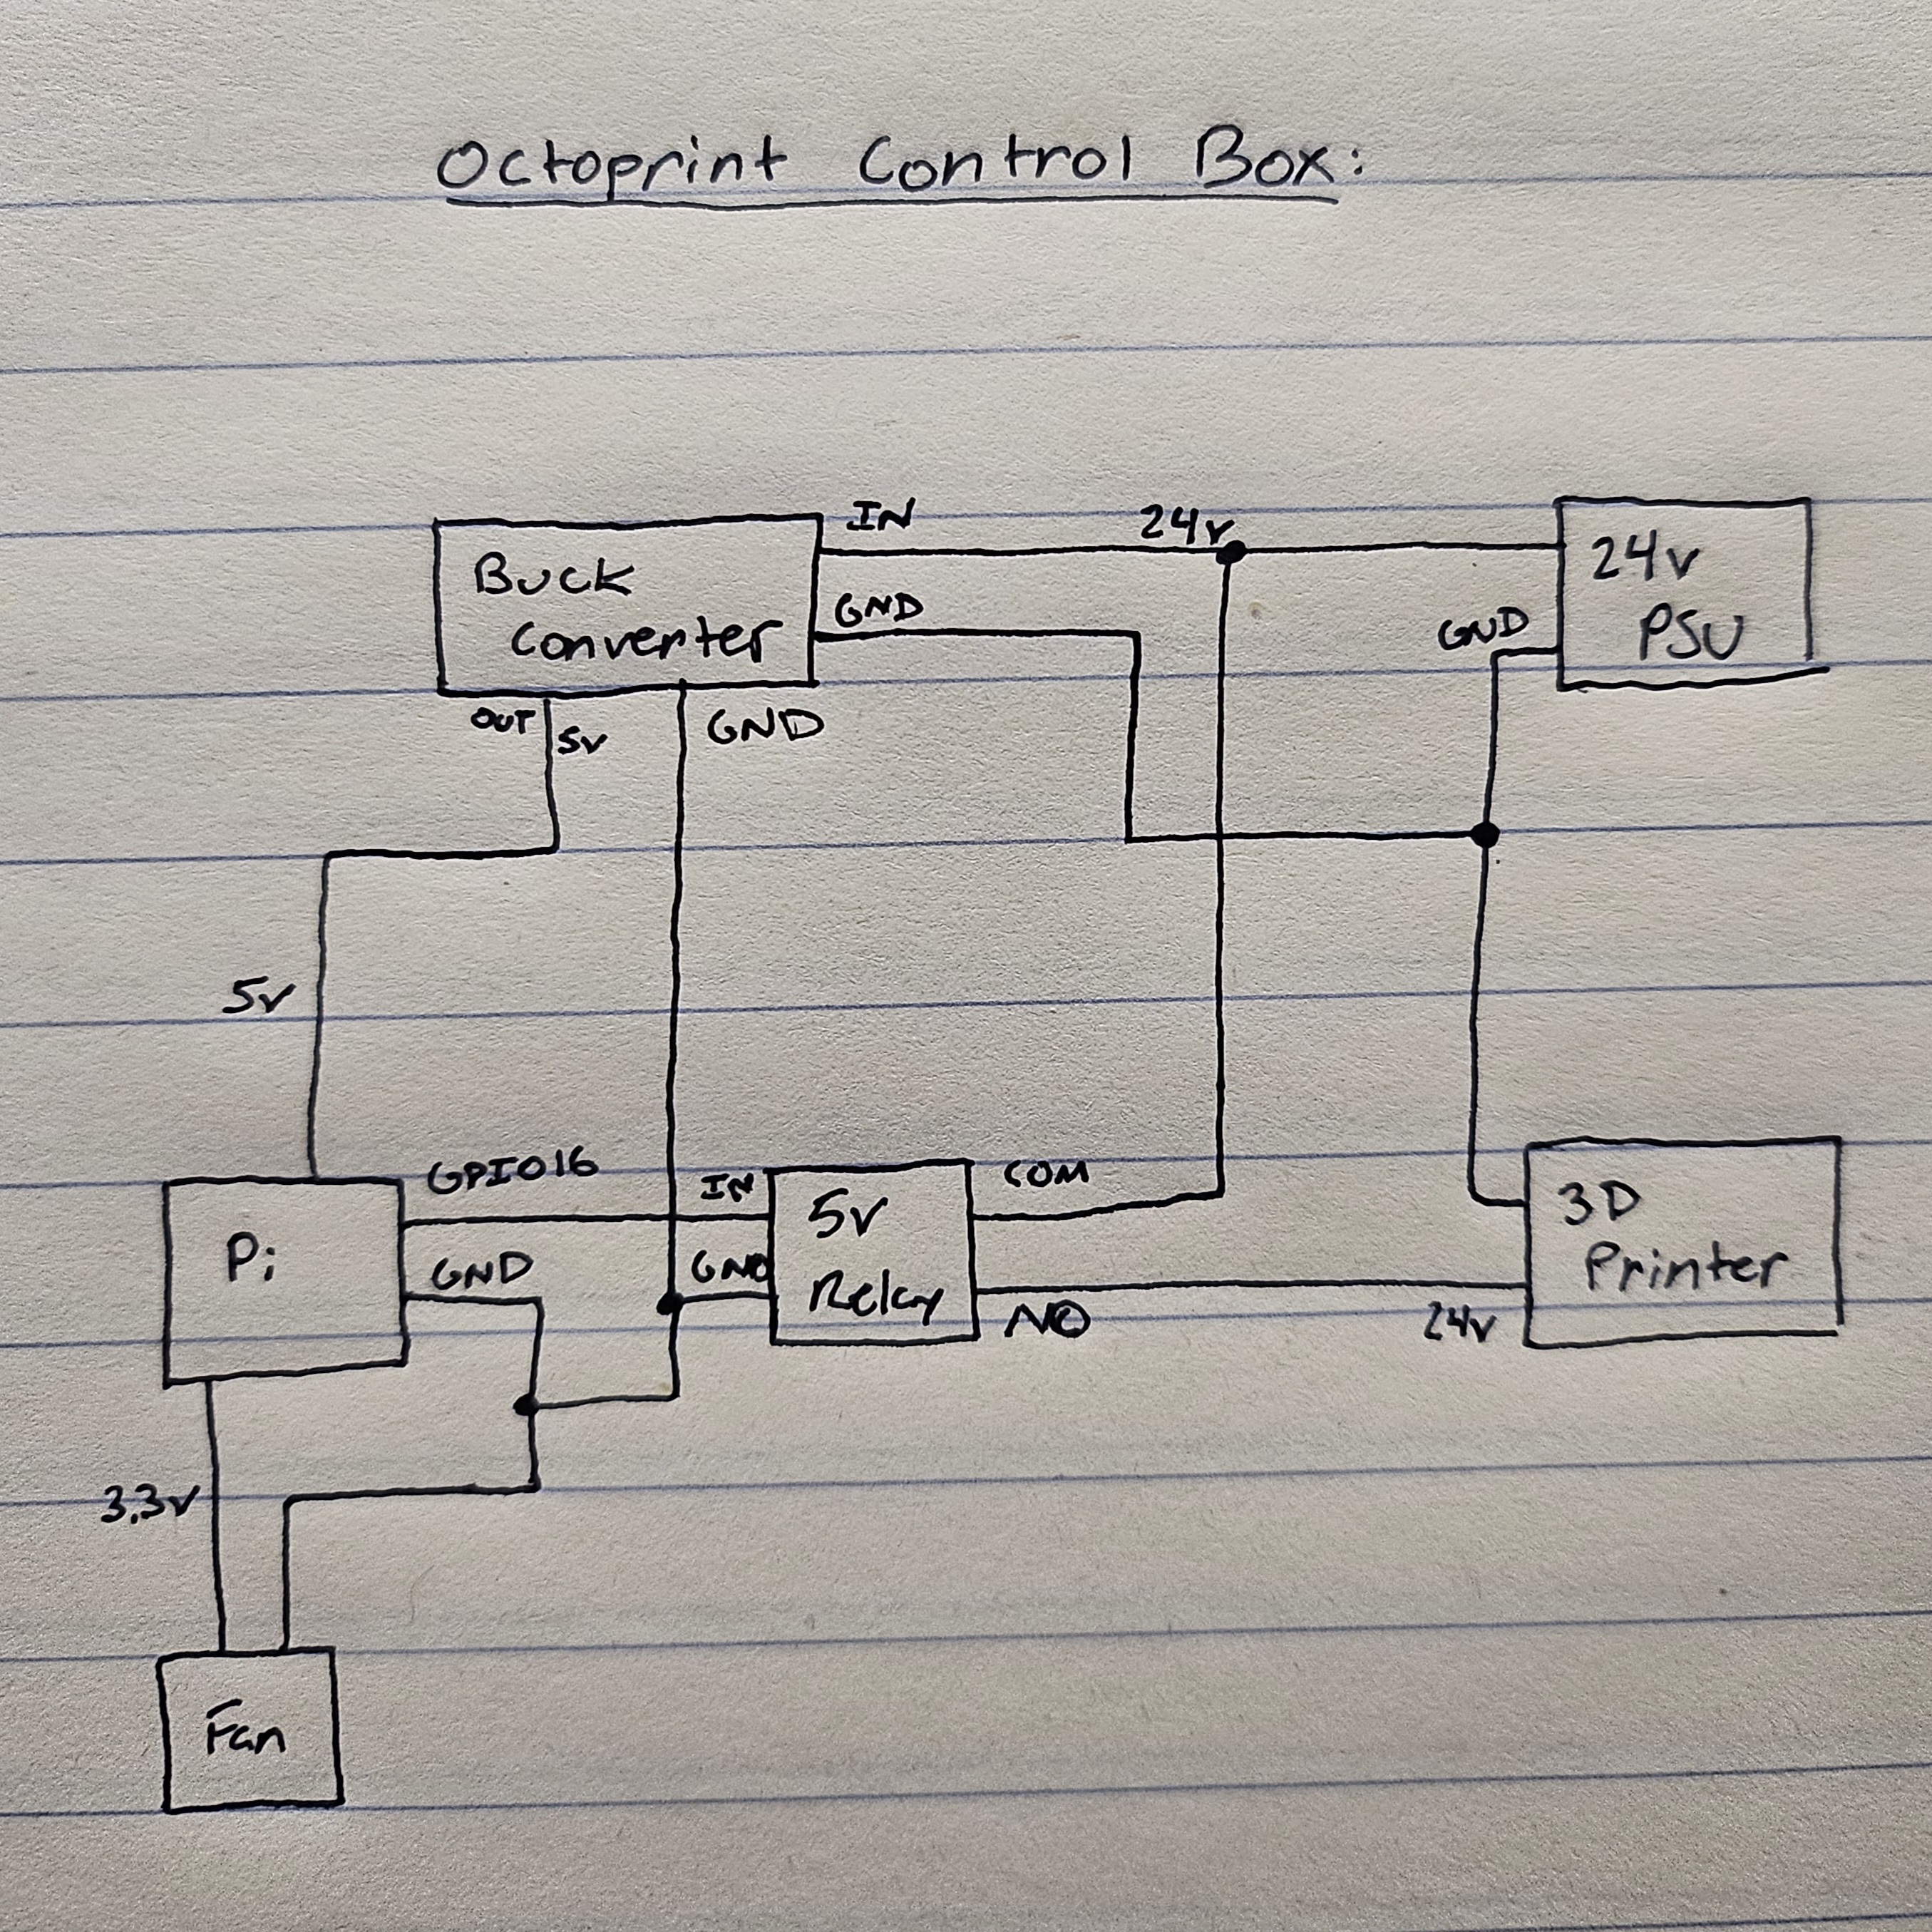 Octoprint Control Box:
IN
24v
Buck
Converter
GND
24v
PSU
GND
OUT
5v
GND
5v
GPIO16
IN
COM
5v
Relay
3D
Printer
Pi
GND
GND
NO
24v
3.3v
Fan